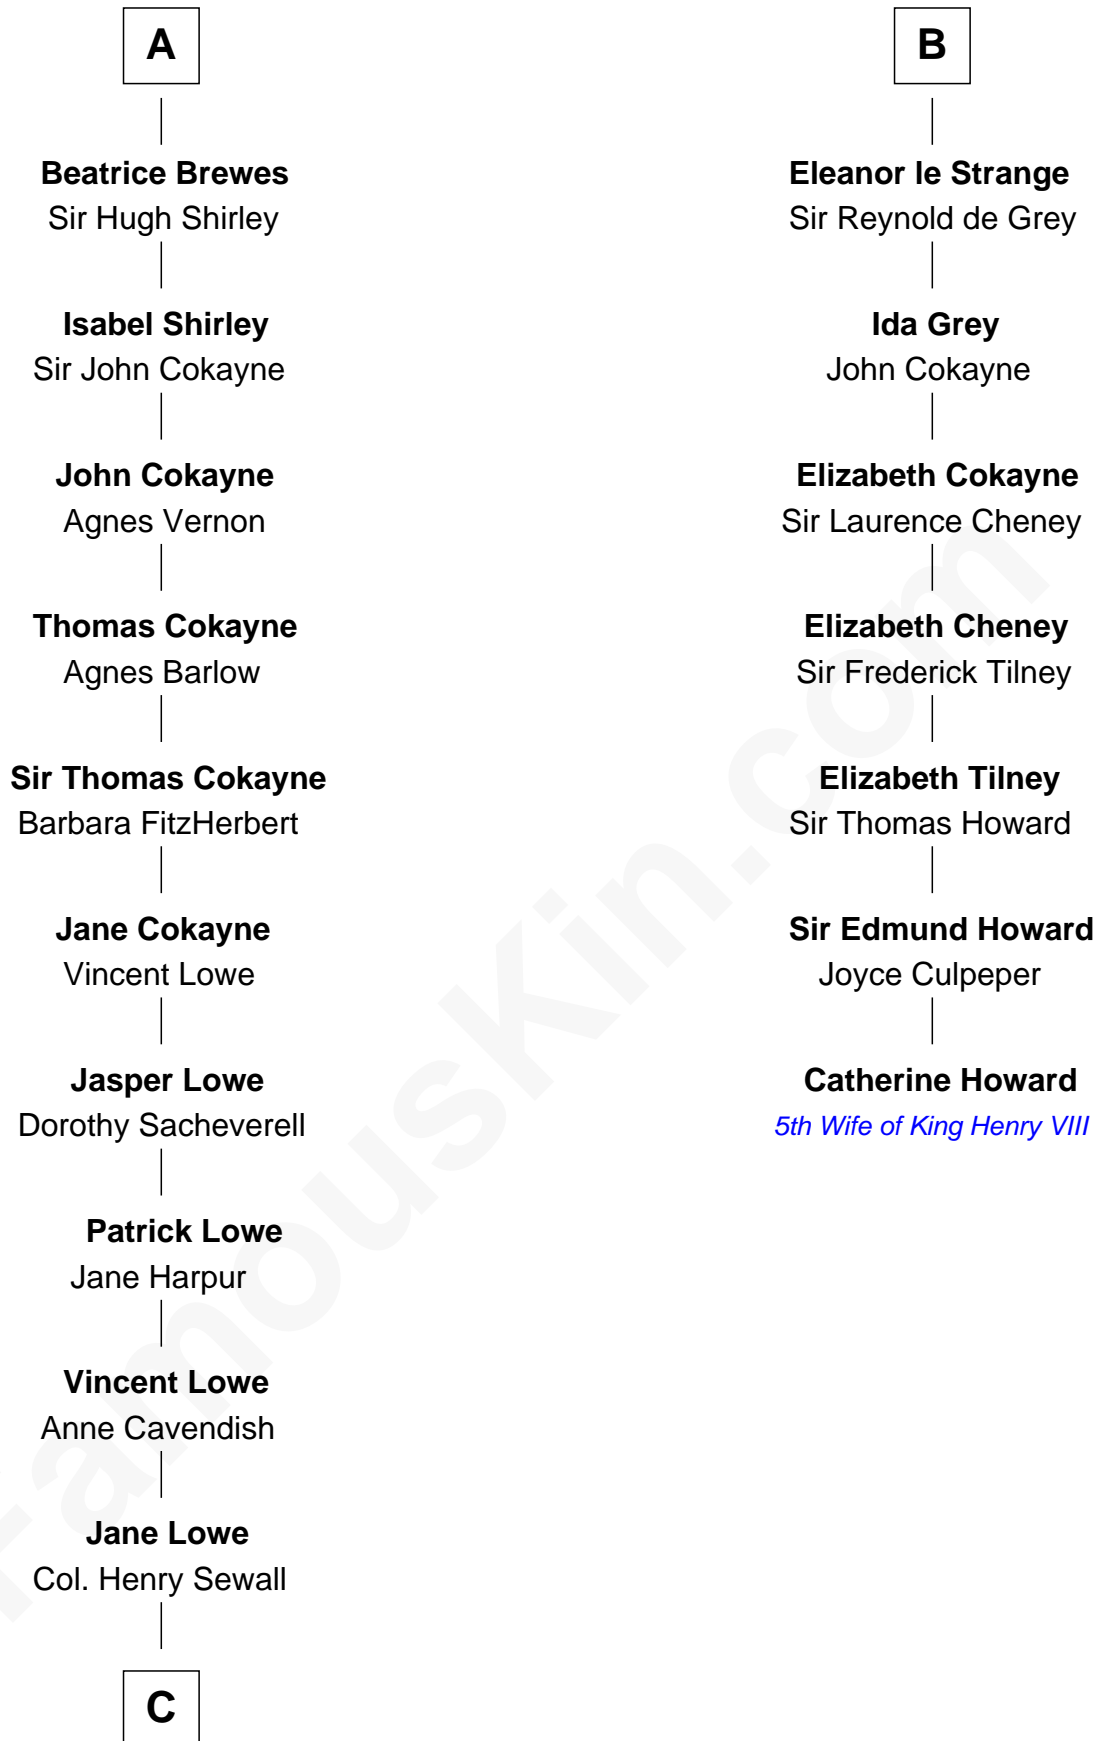 A
Beatrice Brewes
Sir Hugh Shirley
Isabel Shirley
Sir John Cokayne
John Cokayne
Agnes Vernon
Thomas Cokayne
Agnes Barlow
Sir Thomas Cokayne
Barbara FitzHerbert
Jane Cokayne
Vincent Lowe
Jasper Lowe
Dorothy Sacheverell
Patrick Lowe
Jane Harpur
Vincent Lowe
Anne Cavendish
Jane Lowe
Col. Henry Sewall
C
B
Eleanor le Strange
Sir Reynold de Grey
Ida Grey
John Cokayne
Elizabeth Cokayne
Sir Laurence Cheney
Elizabeth Cheney
Sir Frederick Tilney
Elizabeth Tilney
Sir Thomas Howard
Sir Edmund Howard
Joyce Culpeper
Catherine Howard
5th Wife of King Henry VIII
FamousKin.com